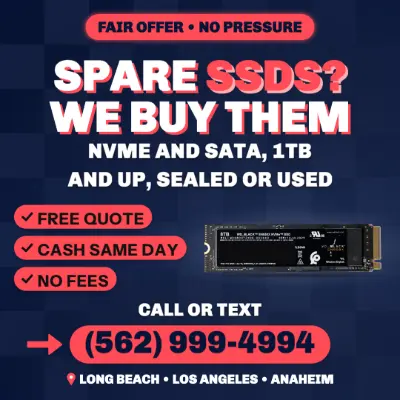 FAIR OFFER • NO PRESSURE
SPARE SSDS?
WE BUY THEM
NVME AND SATA, 1TB
AND UP, SEALED OR USED
FREE QUOTE
CASH SAME DAY
NO FEES
CALL OR TEXT
(562) 999-4994
LONG BEACH • LOS ANGELES • ANAHEIM